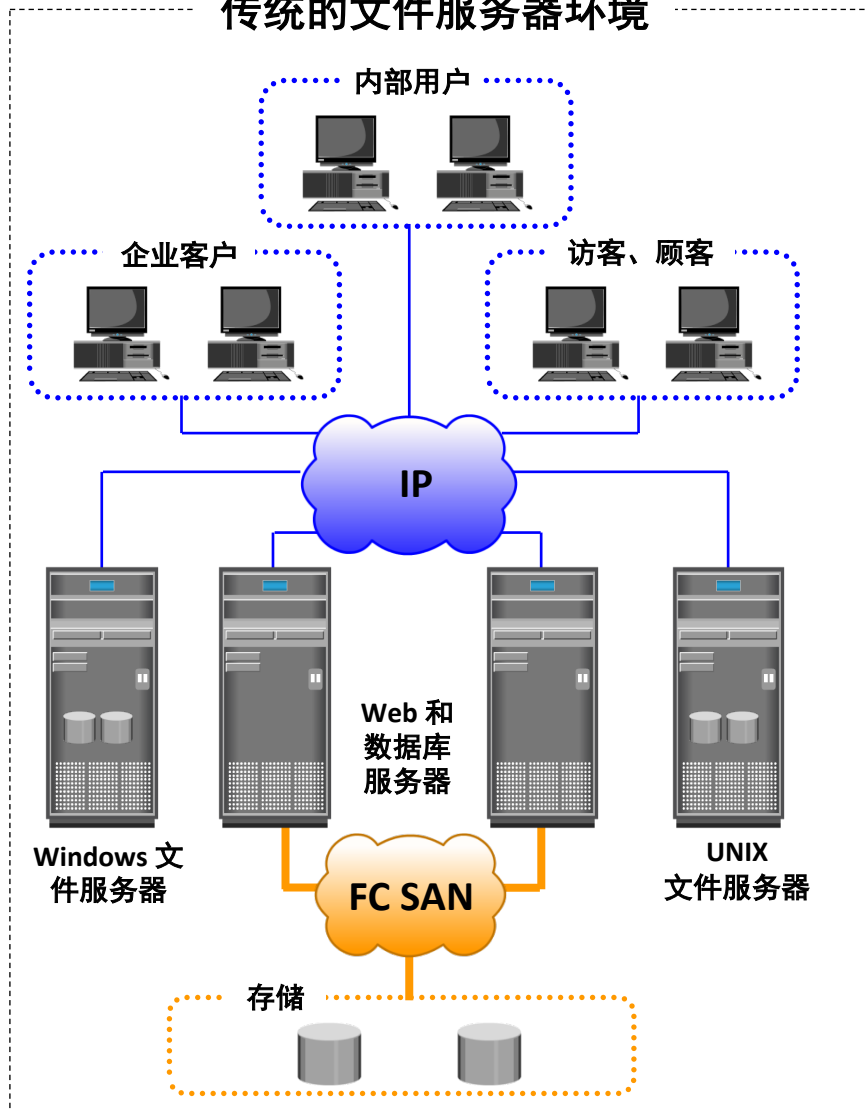 传统的文件服务器环境
内部用户
企业客户
访客、顾客
IP
Web 和
数据库
服务器
Windows 文
件服务器
UNIX
文件服务器
FC SAN
存储